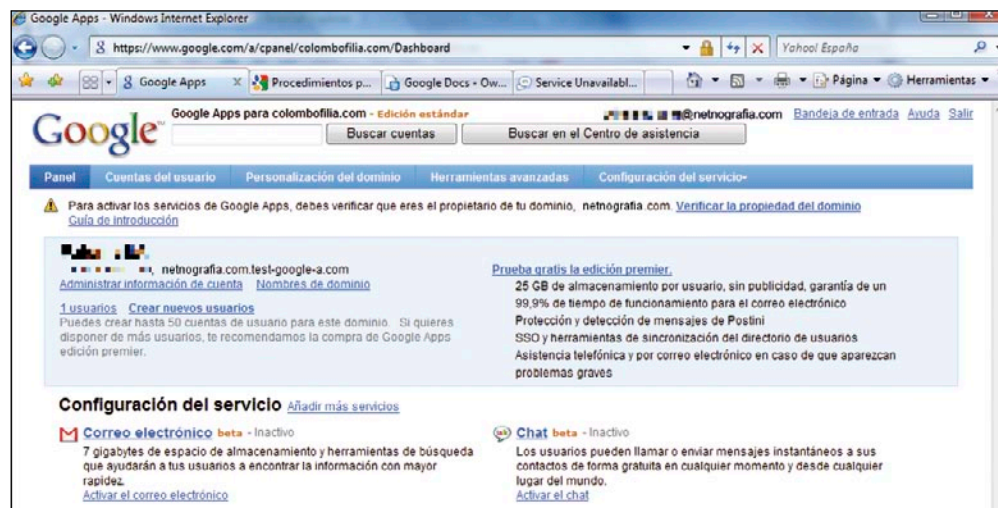 Google Apps - Windows Internet Explorer
https://www.google.com/a/cpanel/colombofilia.com/Dashboard
Yahoo! España
Google Apps
Procedimientos p...
Google Docs - Ow...
Service Unavailabl...
Página
Herramientas
Google
Google Apps para colombofilia.com - Edición estándar
@netnografia.com Bandeja de entrada Ayuda Salir
Buscar cuentas
Buscar en el Centro de asistencia
Panel Cuentas del usuario Personalización del dominio Herramientas avanzadas Configuración del servicio
Para activar los servicios de Google Apps, debes verificar que eres el propietario de tu dominio, netnografia.com. Verificar la propiedad del dominio
Guía de introducción
, netnografia.com.test-google-a.com
Administrar información de cuenta Nombres de dominio
1 usuarios Crear nuevos usuarios
Puedes crear hasta 50 cuentas de usuario para este dominio. Si quieres
disponer de más usuarios, te recomendamos la compra de Google Apps
edición premier.
Prueba gratis la edición premier.
25 GB de almacenamiento por usuario, sin publicidad, garantía de un
99,9% de tiempo de funcionamiento para el correo electrónico
Protección y detección de mensajes de Postini
SSO y herramientas de sincronización del directorio de usuarios
Asistencia telefónica y por correo electrónico en caso de que aparezcan
problemas graves
Configuración del servicio Añadir más servicios
Correo electrónico beta - Inactivo
7 gigabytes de espacio de almacenamiento y herramientas de búsqueda
que ayudarán a tus usuarios a encontrar la información con mayor
rapidez.
Activar el correo electrónico
Chat beta - Inactivo
Los usuarios pueden llamar o enviar mensajes instantáneos a sus
contactos de forma gratuita en cualquier momento y desde cualquier
lugar del mundo.
Activar el chat